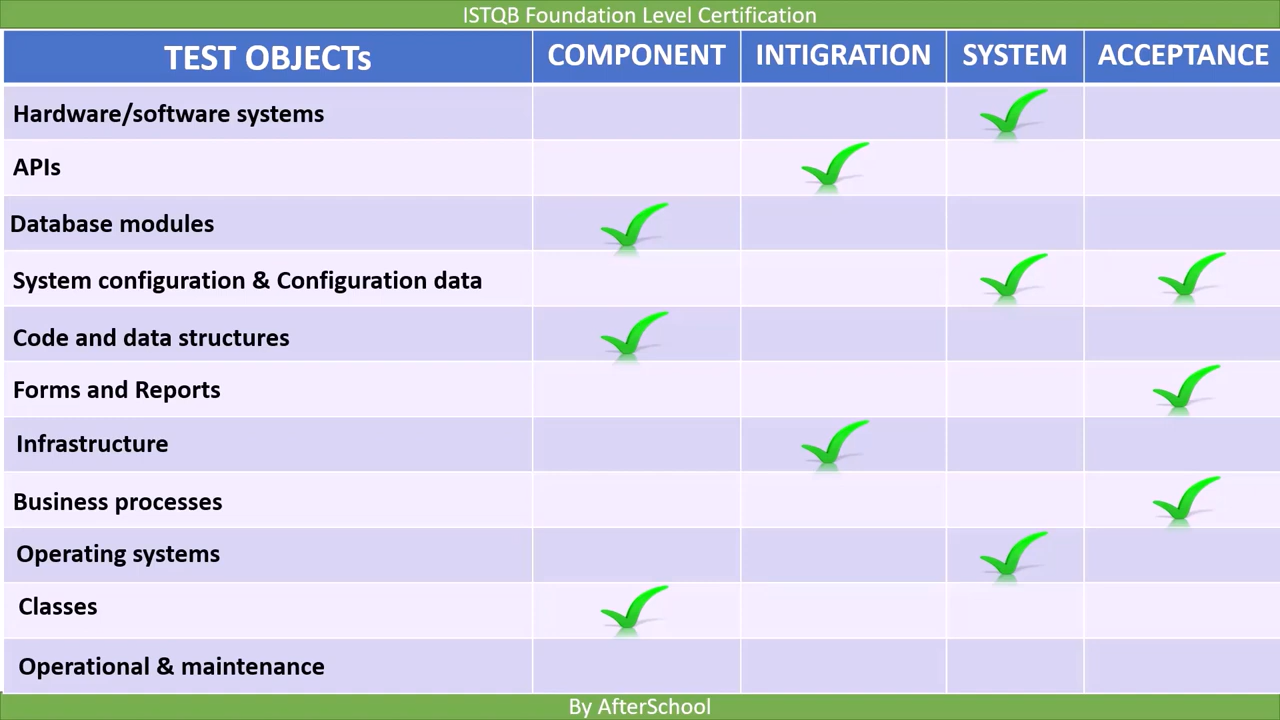 ISTQB Foundation Level Certification
TEST OBJECTs COMPONENT INTIGRATION SYSTEM ACCEPTANCE
Hardware/software systems
APIs
Database modules
System configuration & Configuration data
Code and data structures
Forms and Reports
Infrastructure
Business processes
Operating systems
Classes
Operational & maintenance
By AfterSchool